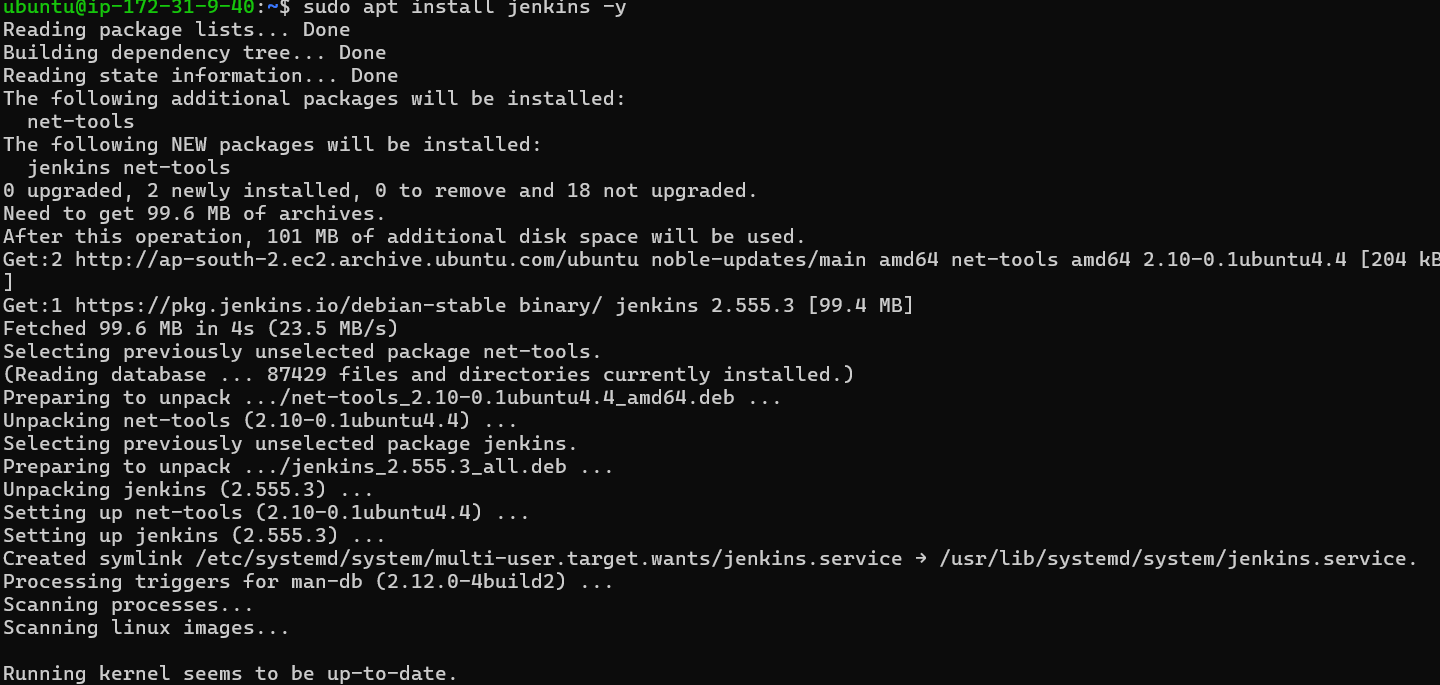 ubuntu@ip-172-31-9-40:~$ sudo apt install jenkins -y
Reading package lists... Done
Building dependency tree... Done
Reading state information... Done
The following additional packages will be installed:
  net-tools
The following NEW packages will be installed:
  jenkins net-tools
0 upgraded, 2 newly installed, 0 to remove and 18 not upgraded.
Need to get 99.6 MB of archives.
After this operation, 101 MB of additional disk space will be used.
Get:2 http://ap-south-2.ec2.archive.ubuntu.com/ubuntu noble-updates/main amd64 net-tools amd64 2.10-0.1ubuntu4.4 [204 kB
]
Get:1 https://pkg.jenkins.io/debian-stable binary/ jenkins 2.555.3 [99.4 MB]
Fetched 99.6 MB in 4s (23.5 MB/s)
Selecting previously unselected package net-tools.
(Reading database ... 87429 files and directories currently installed.)
Preparing to unpack .../net-tools_2.10-0.1ubuntu4.4_amd64.deb ...
Unpacking net-tools (2.10-0.1ubuntu4.4) ...
Selecting previously unselected package jenkins.
Preparing to unpack .../jenkins_2.555.3_all.deb ...
Unpacking jenkins (2.555.3) ...
Setting up net-tools (2.10-0.1ubuntu4.4) ...
Setting up jenkins (2.555.3) ...
Created symlink /etc/systemd/system/multi-user.target.wants/jenkins.service → /usr/lib/systemd/system/jenkins.service.
Processing triggers for man-db (2.12.0-4build2) ...
Scanning processes...
Scanning linux images...
Running kernel seems to be up-to-date.